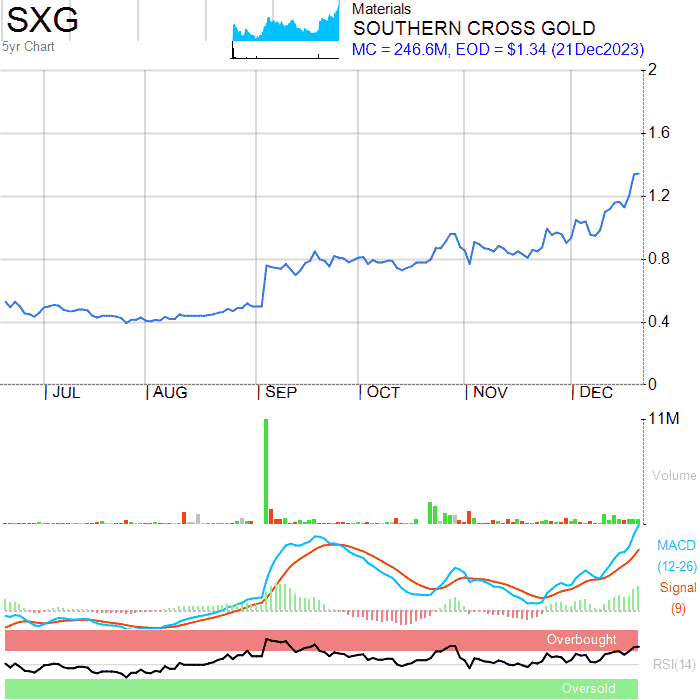 SXG
5yr Chart
Materials
SOUTHERN CROSS GOLD
MC = 246.6M, EOD = $1.34 (21Dec2023)
2
1.6
1.2
0.8
0.4
0
JUL AUG SEP OCT NOV DEC
11M
Volume
MACD
(12-26)
Signal
(9)
Overbought
RSI(14)
Oversold